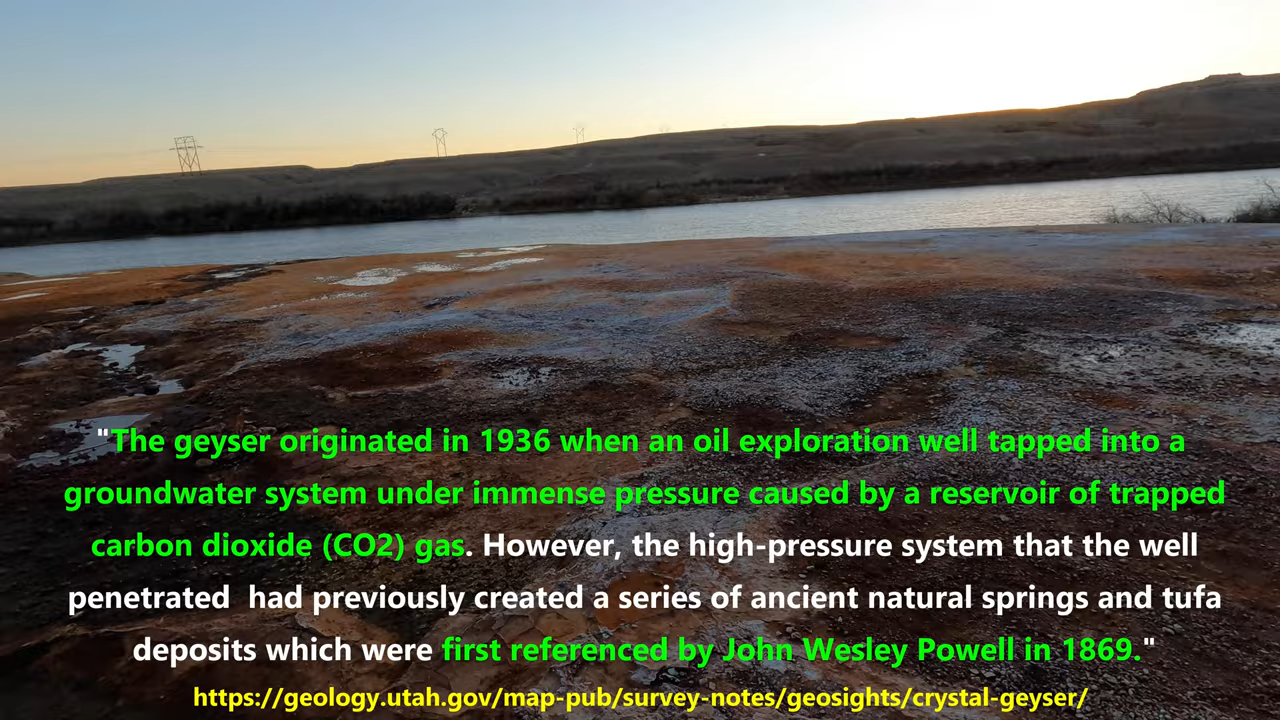 "The geyser originated in 1936 when an oil exploration well tapped into a
groundwater system under immense pressure caused by a reservoir of trapped
carbon dioxide (CO2) gas. However, the high-pressure system that the well
penetrated  had previously created a series of ancient natural springs and tufa
deposits which were first referenced by John Wesley Powell in 1869."
https://geology.utah.gov/map-pub/survey-notes/geosights/crystal-geyser/